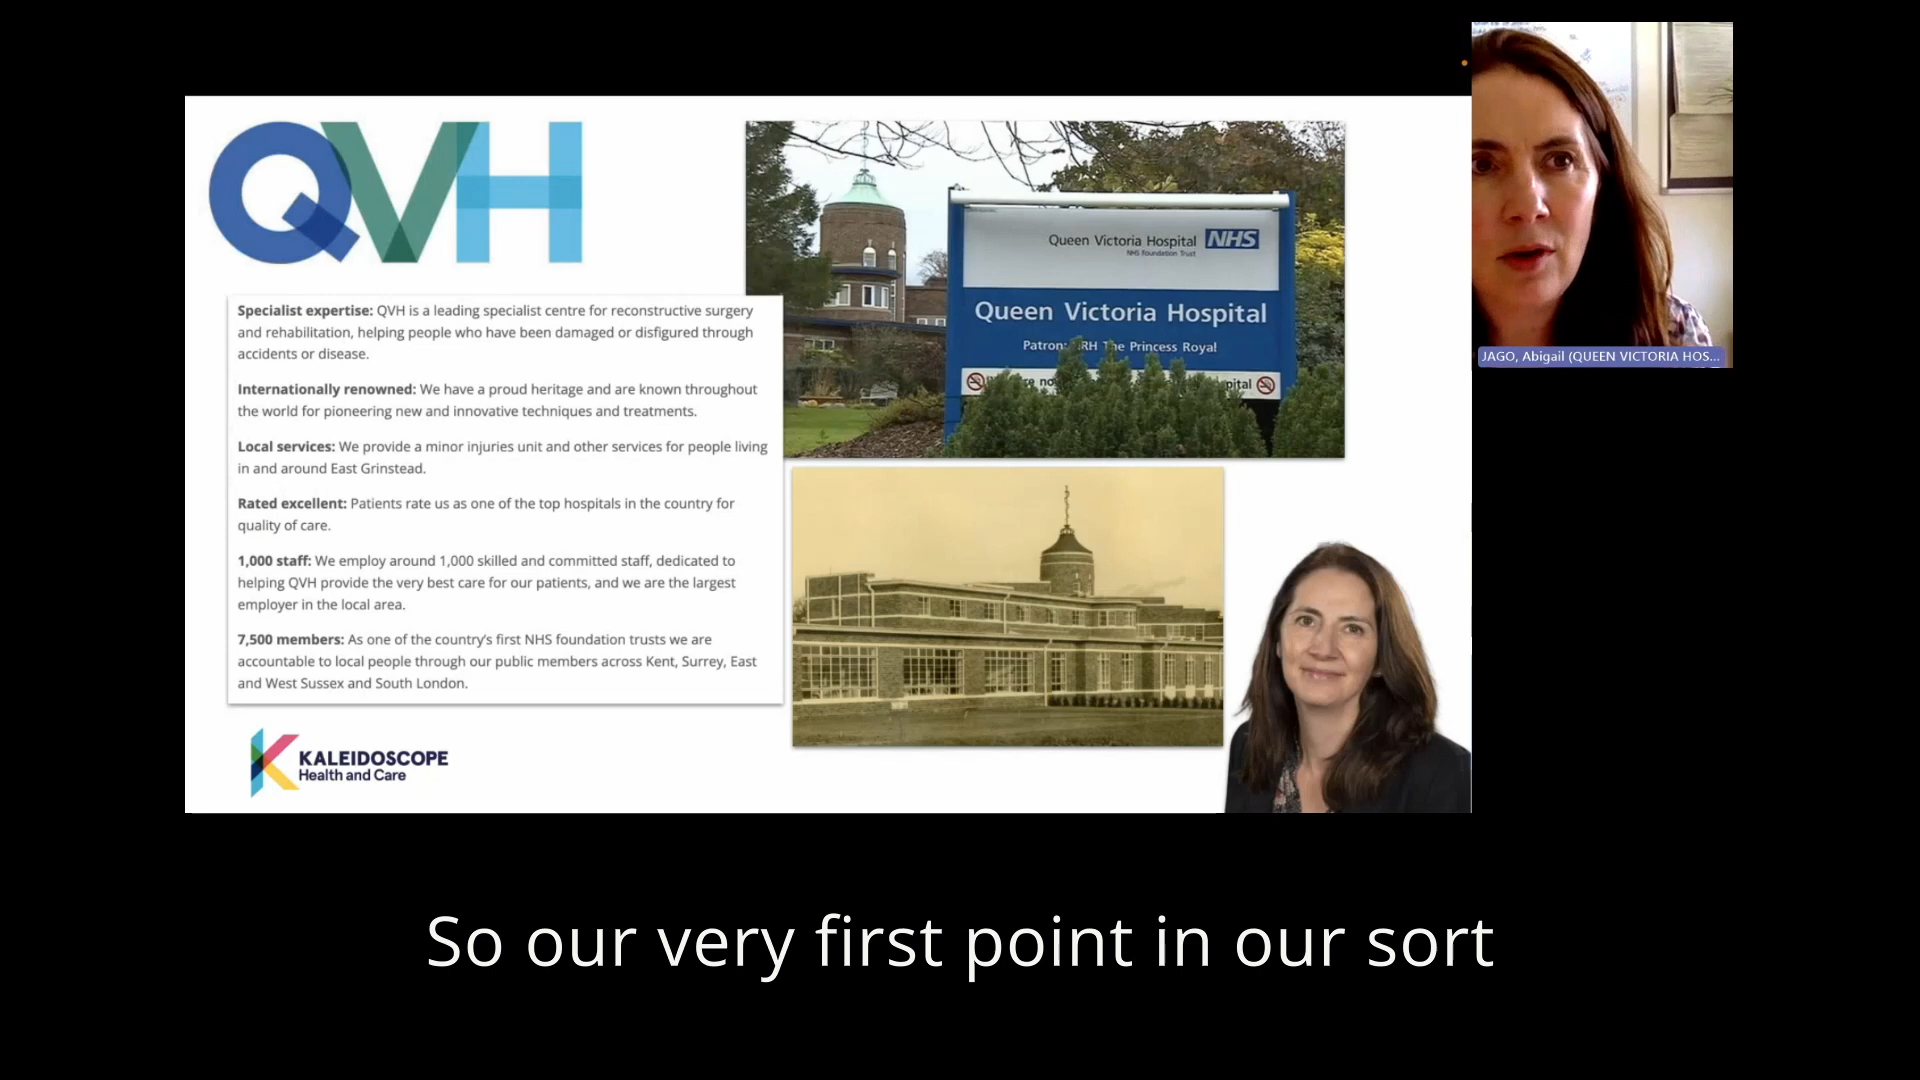 QVH
Specialist expertise: QVH is a leading specialist centre for reconstructive surgery
and rehabilitation, helping people who have been damaged or disfigured through
accidents or disease.
Internationally renowned: We have a proud heritage and are known throughout
the world for pioneering new and innovative techniques and treatments.
Local services: We provide a minor injuries unit and other services for people living
in and around East Grinstead.
Rated excellent: Patients rate us as one of the top hospitals in the country for
quality of care.
1,000 staff: We employ around 1,000 skilled and committed staff, dedicated to
helping QVH provide the very best care for our patients, and we are the largest
employer in the local area.
7,500 members: As one of the country's first NHS foundation trusts we are
accountable to local people through our public members across Kent, Surrey, East
and West Sussex and South London.
KALEIDOSCOPE
Health and Care
Queen Victoria Hospital NHS
NHS Foundation Trust
Queen Victoria Hospital
Patron: The Princess Royal
JAGO, Abigail (QUEEN VICTORIA HOS...
So our very first point in our sort